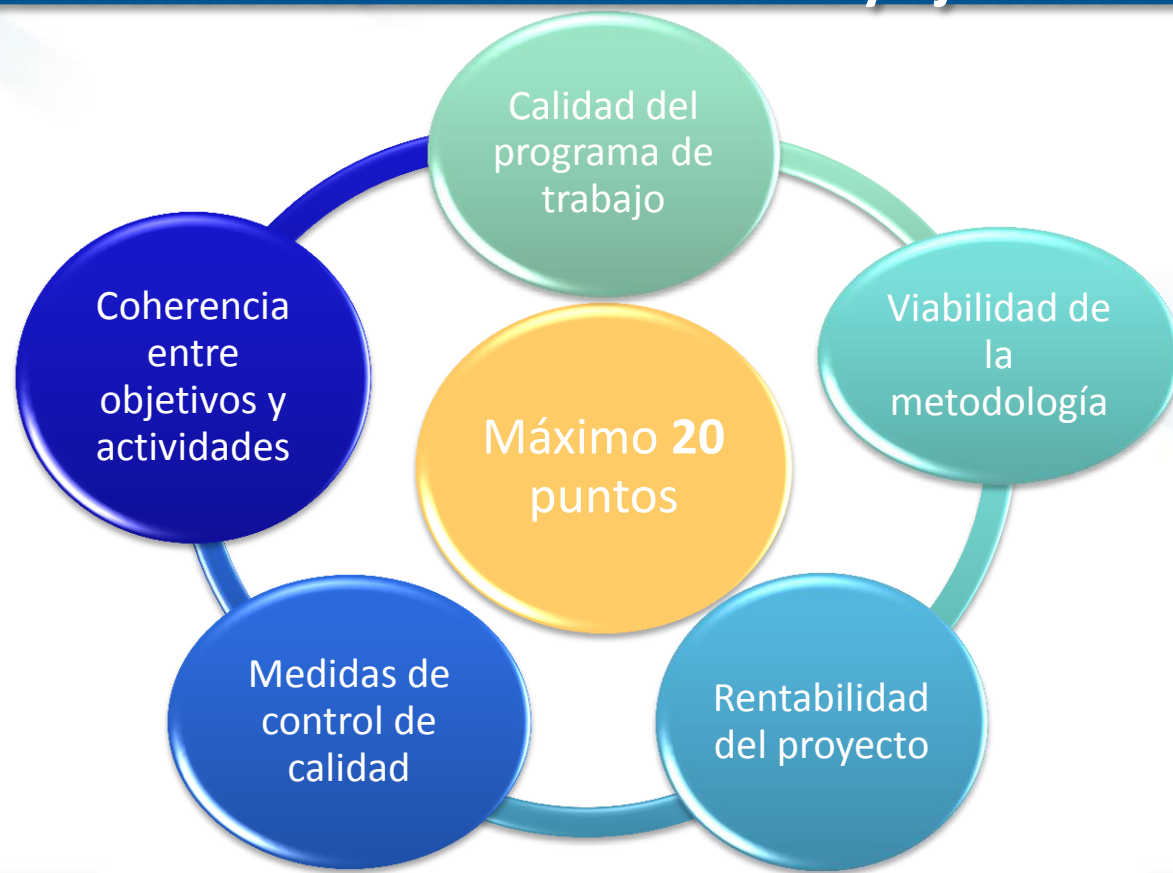 Calidad del
programa de
trabajo
Viabilidad de
la
metodología
Rentabilidad
del proyecto
Medidas de
control de
calidad
Coherencia
entre
objetivos y
actividades
Máximo 20
puntos